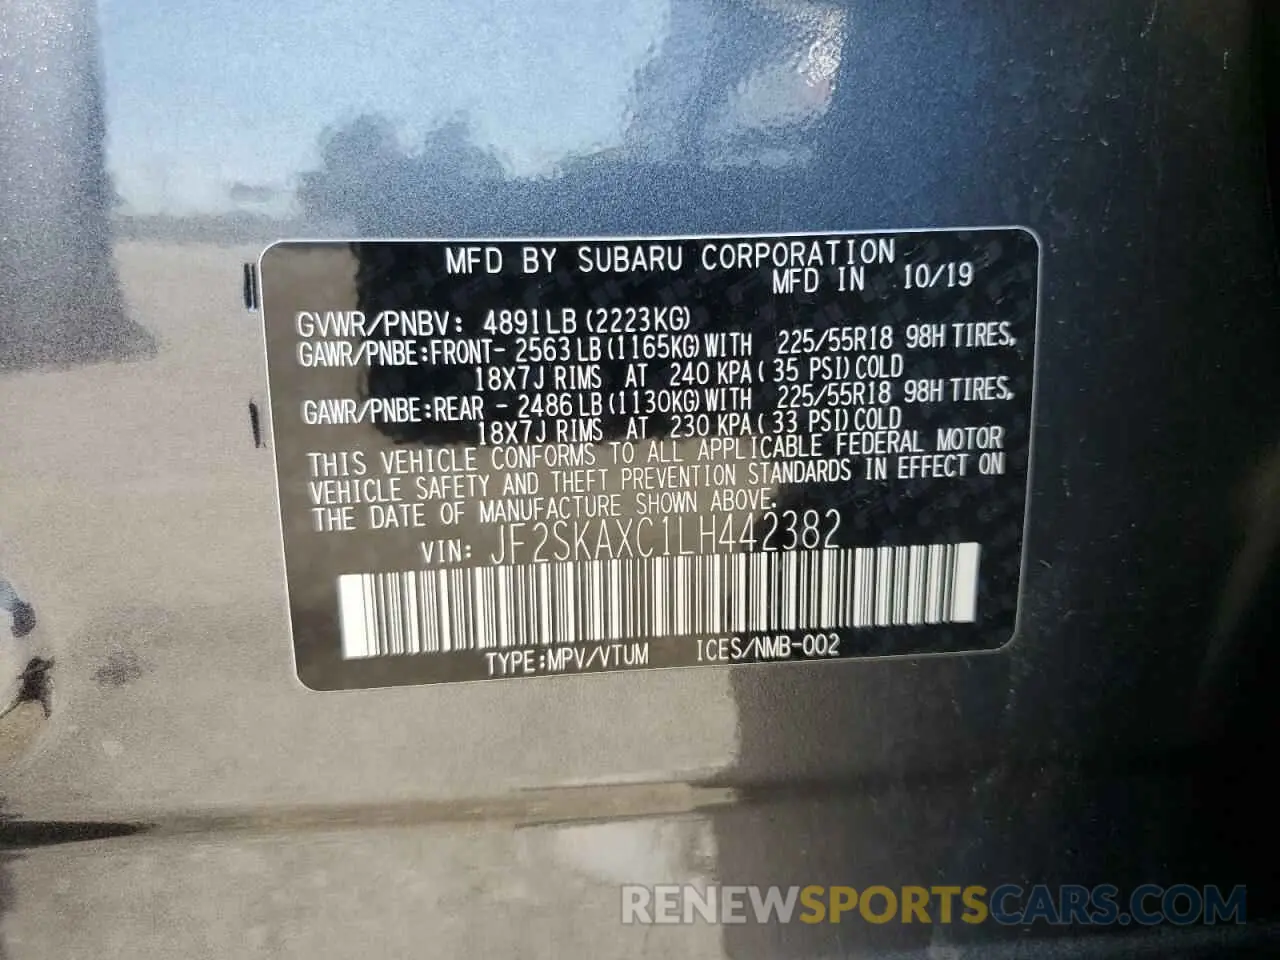 MFD BY SUBARU CORPORATION
MFD IN 10/19
GVWR/PNBV: 4891LB (2223KG)
GAWR/PNBE:FRONT- 2563LB (1165KG)WITH 225/55R18 98H TIRES,
18X7J RIMS AT 240 KPA( 35 PSI)COLD
GAWR/PNBE:REAR - 2486LB (1130KG)WITH 225/55R18 98H TIRES,
18X7J RIMS AT 230 KPA( 33 PSI)COLD
THIS VEHICLE CONFORMS TO ALL APPLICABLE FEDERAL MOTOR
VEHICLE SAFETY AND THEFT PREVENTION STANDARDS IN EFFECT ON
THE DATE OF MANUFACTURE SHOWN ABOVE.
VIN: JF2SKAXC1LH442382
TYPE:MPV/VTUM ICES/NMB-002
RENEWSPORTSCARS.COM